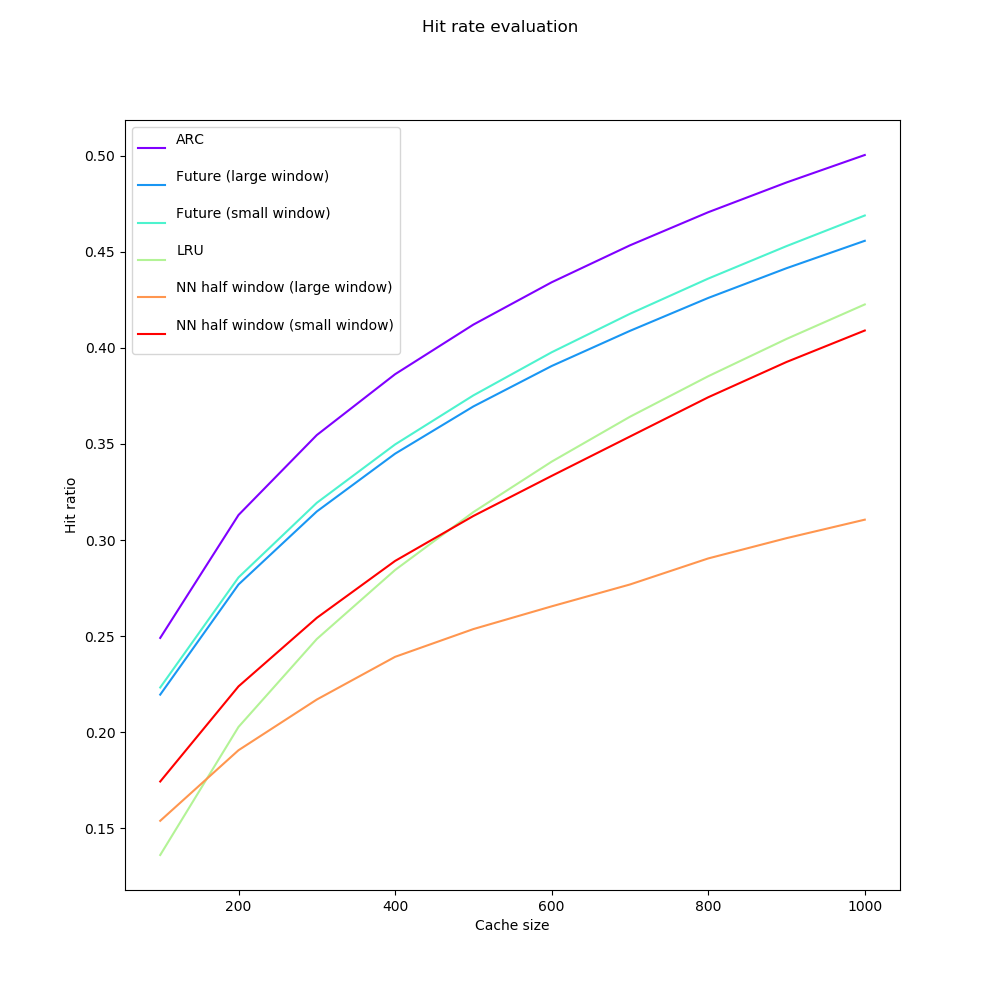 Hit rate evaluation
ARC
Future (large window)
Future (small window)
LRU
NN half window (large window)
NN half window (small window)
0.50
0.45
0.40
0.35
0.30
0.25
0.20
0.15
Hit ratio
200 400 600 800 1000
Cache size